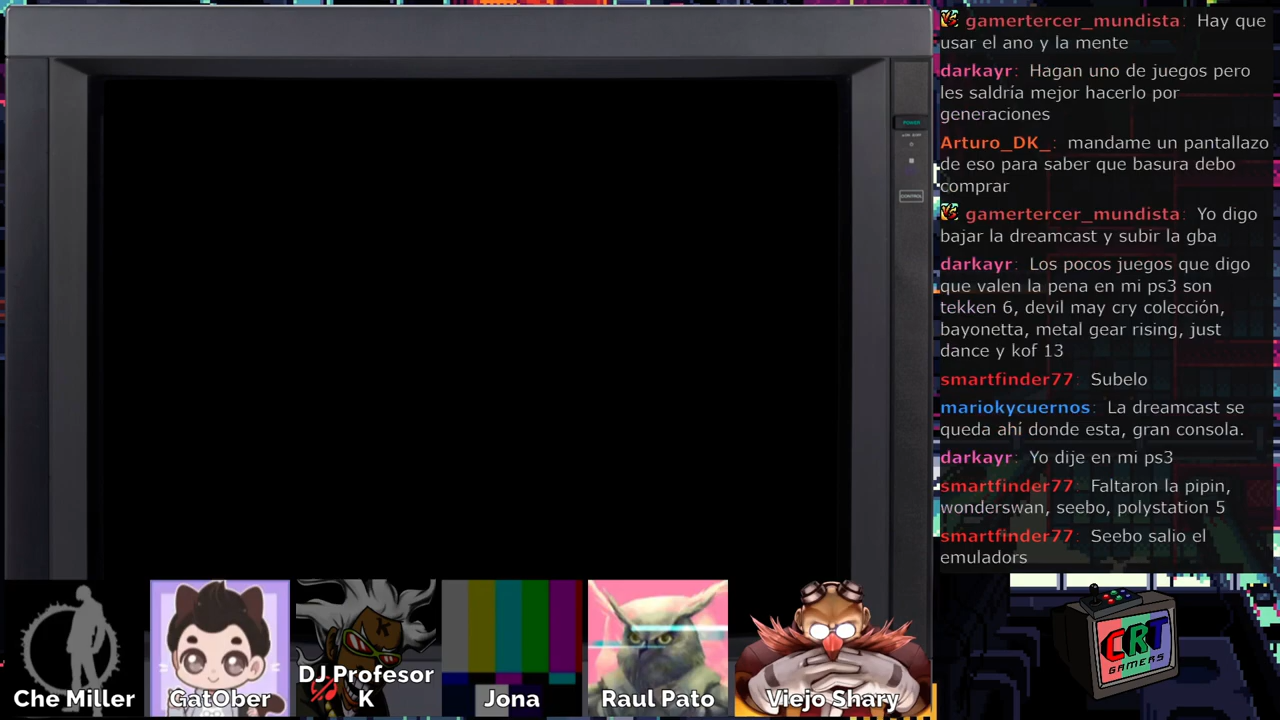 gamertercer_mundista: Hay que
usar el ano y la mente
darkayr: Hagan uno de juegos pero
les saldría mejor hacerlo por
generaciones
Arturo_DK_: mandame un pantallazo
de eso para saber que basura debo
comprar
gamertercer_mundista: Yo digo
bajar la dreamcast y subir la gba
darkayr: Los pocos juegos que digo
que valen la pena en mi ps3 son
tekken 6, devil may cry colección,
bayonetta, metal gear rising, just
dance y kof 13
smartfinder77: Subelo
mariokycuernos: La dreamcast se
queda ahí donde esta, gran consola.
darkayr: Yo dije en mi ps3
smartfinder77: Faltaron la pipin,
wonderswan, seebo, polystation 5
smartfinder77: Seebo salio el
emuladors
POWER
CONTROL
Che Miller
GatOber
DJ Profesor
K
Jona
Raul Pato
Viejo Shary
K
CRT
GAMERS